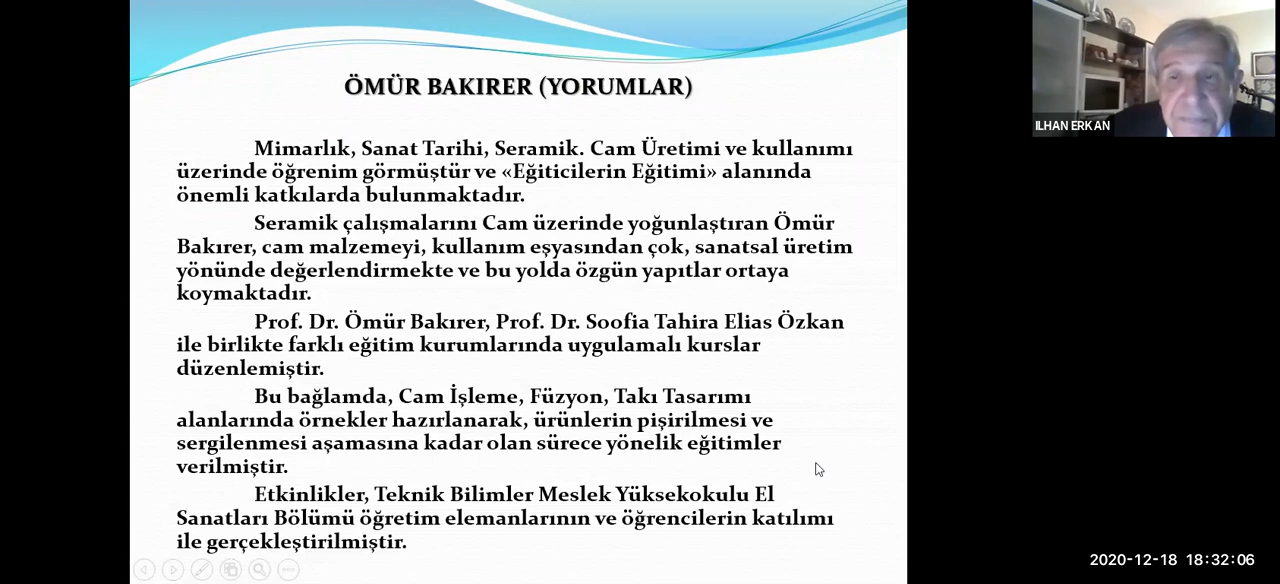 ÖMÜR BAKIRER (YORUMLAR)
Mimarlık, Sanat Tarihi, Seramik. Cam Üretimi ve kullanımı
üzerinde öğrenim görmüştür ve «Eğiticilerin Eğitimi» alanında
önemli katkılarda bulunmaktadır.
Seramik çalışmalarını Cam üzerinde yoğunlaştıran Ömür
Bakırer, cam malzemeyi, kullanım eşyasından çok, sanatsal üretim
yönünde değerlendirmekte ve bu yolda özgün yapıtlar ortaya
koymaktadır.
Prof. Dr. Ömür Bakırer, Prof. Dr. Soofia Tahira Elias Özkan
ile birlikte farklı eğitim kurumlarında uygulamalı kurslar
düzenlemiştir.
Bu bağlamda, Cam İşleme, Füzyon, Takı Tasarımı
alanlarında örnekler hazırlanarak, ürünlerin pişirilmesi ve
sergilenmesi aşamasına kadar olan sürece yönelik eğitimler
verilmiştir.
Etkinlikler, Teknik Bilimler Meslek Yüksekokulu El
Sanatları Bölümü öğretim elemanlarının ve öğrencilerin katılımı
ile gerçekleştirilmiştir.
ILHAN ERKAN
2020-12-18 18:32:06